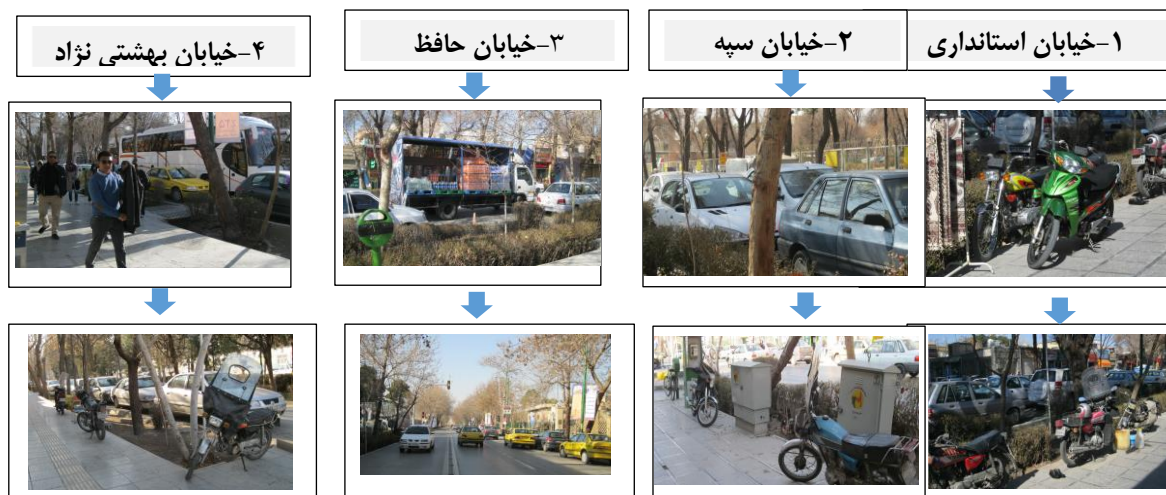 ۱-خیابان استانداری
۲-خیابان سپه
۳-خیابان حافظ
۴-خیابان بهشتی نژاد